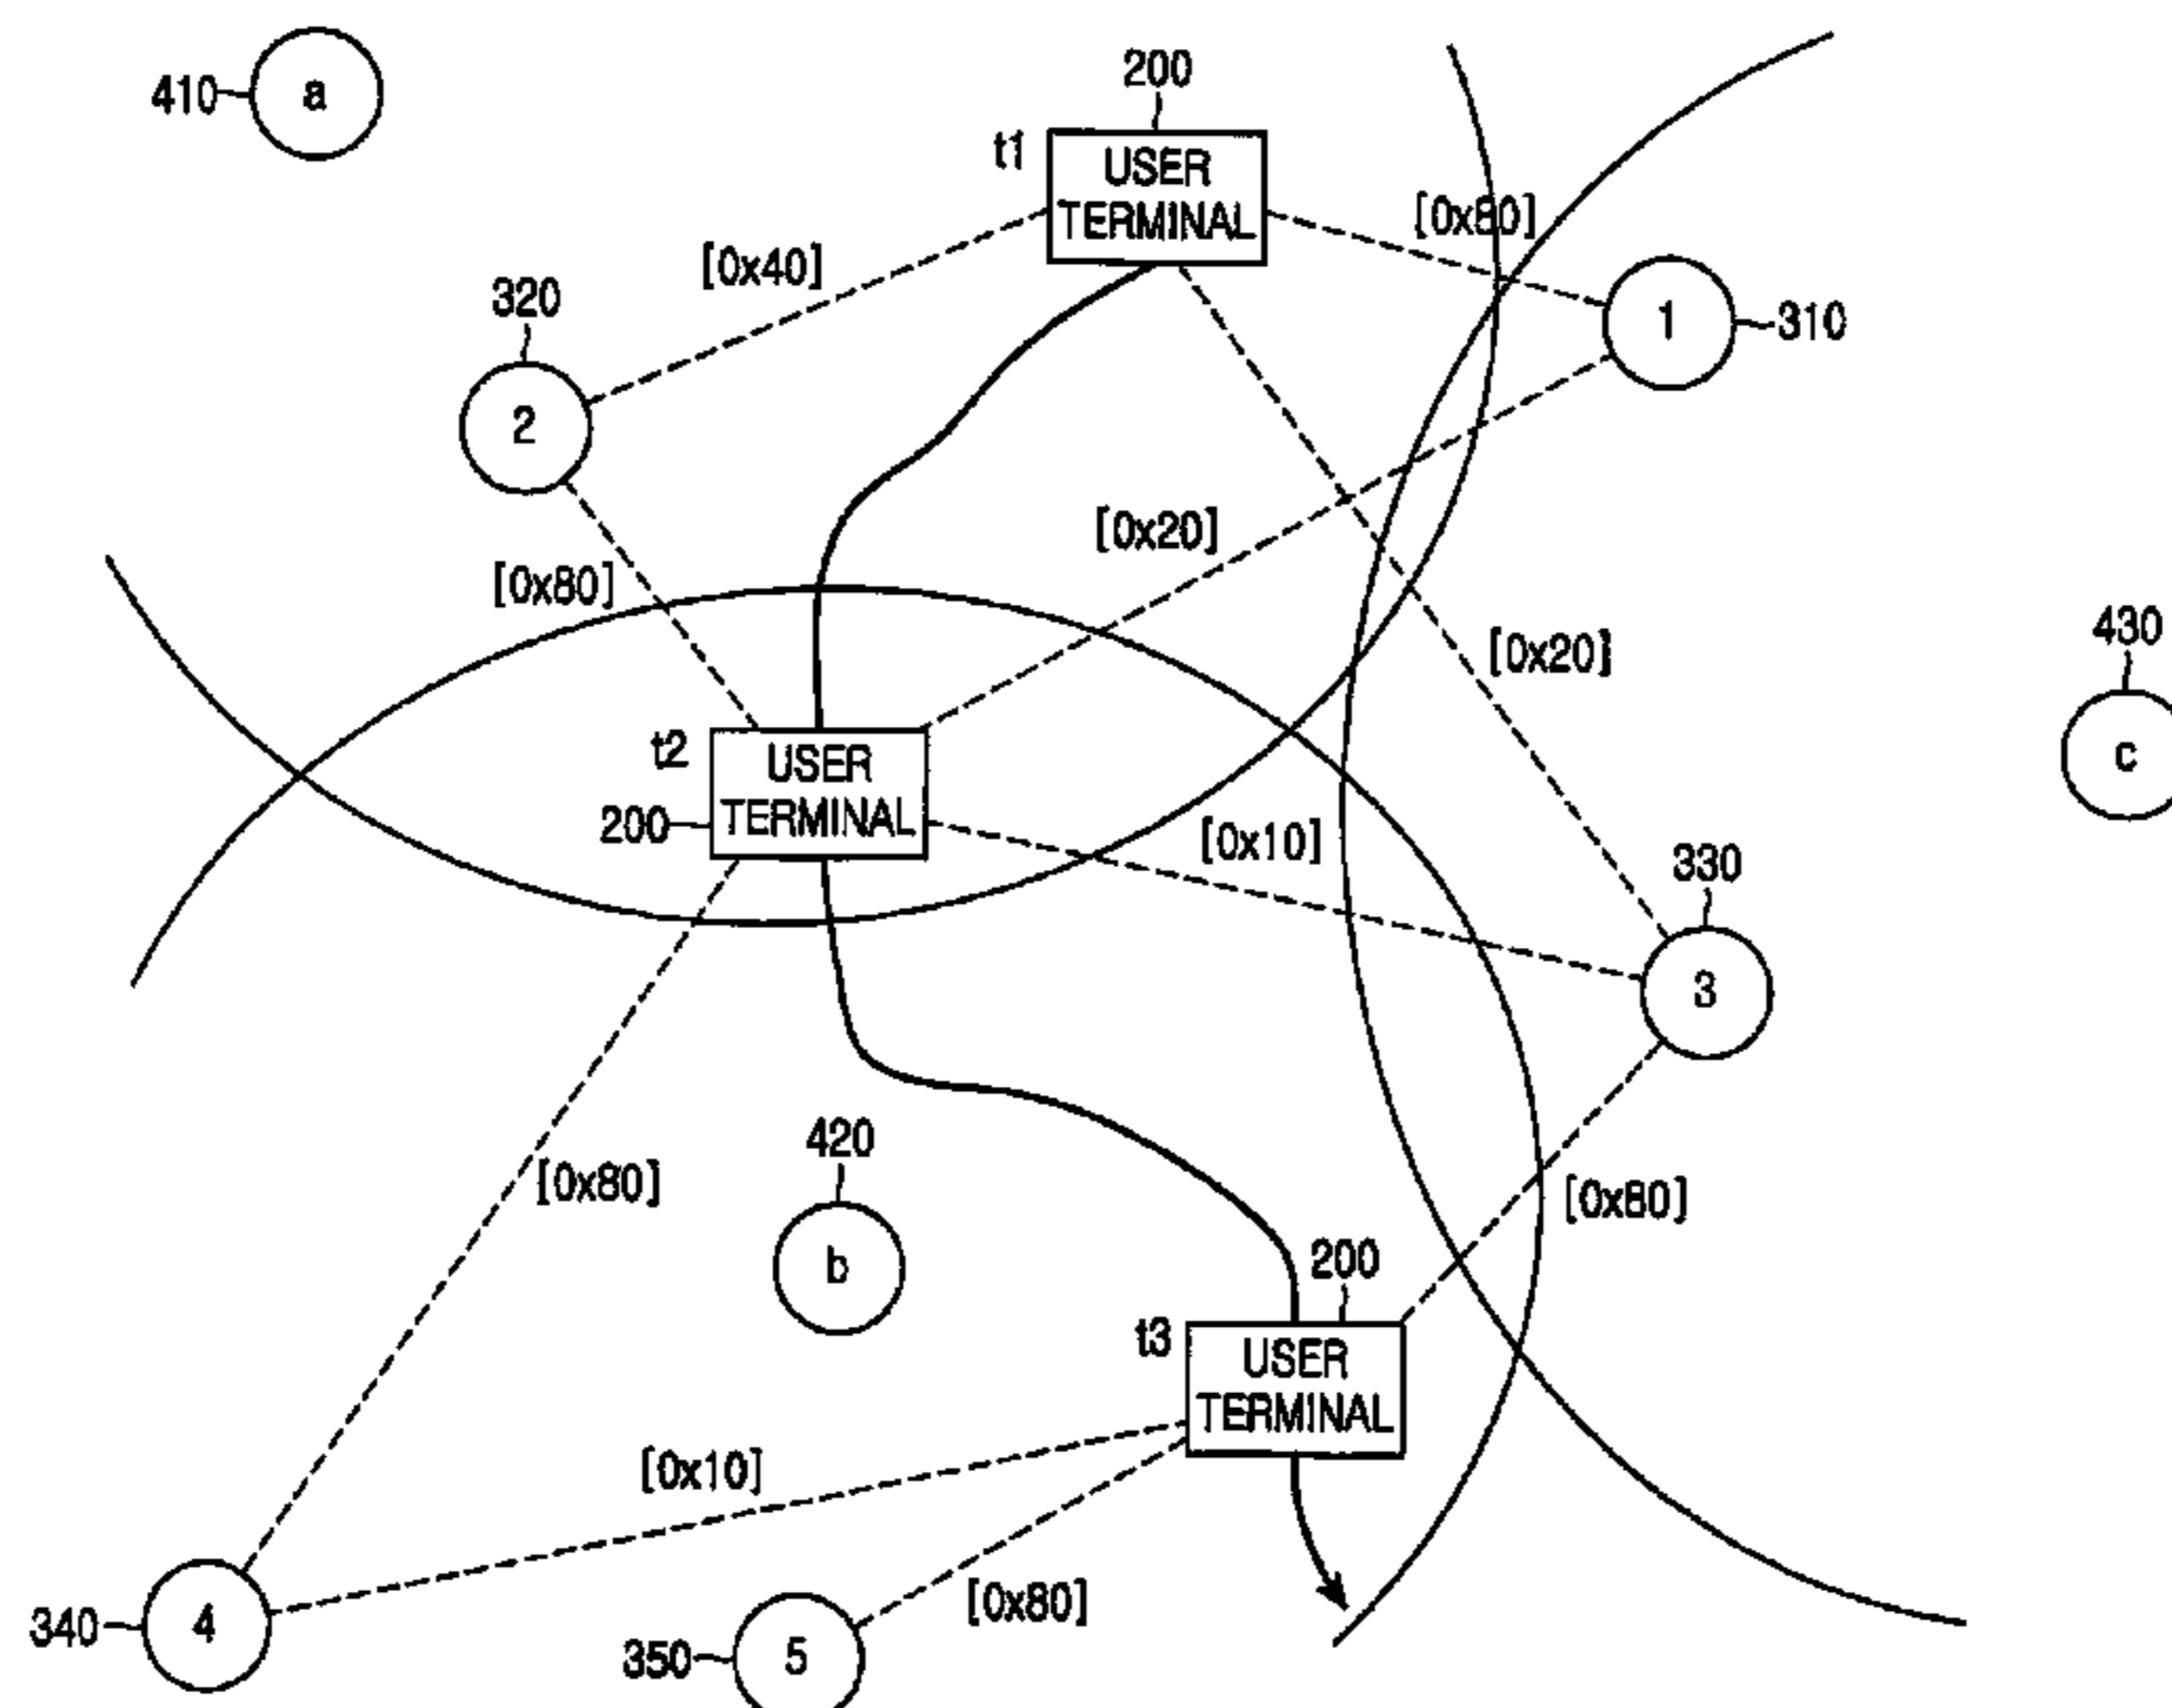 200
410
a
t1
USER
TERMINAL
[0x80]
[0x40]
320
1
310
2
[0x20]
[0x80]
430
[0x20]
t2
USER
TERMINAL
c
200
[0x10]
330
3
420
[0x80]
[0x80]
b
200
t3
USER
TERMINAL
[0x10]
[0x80]
340
4
350
5